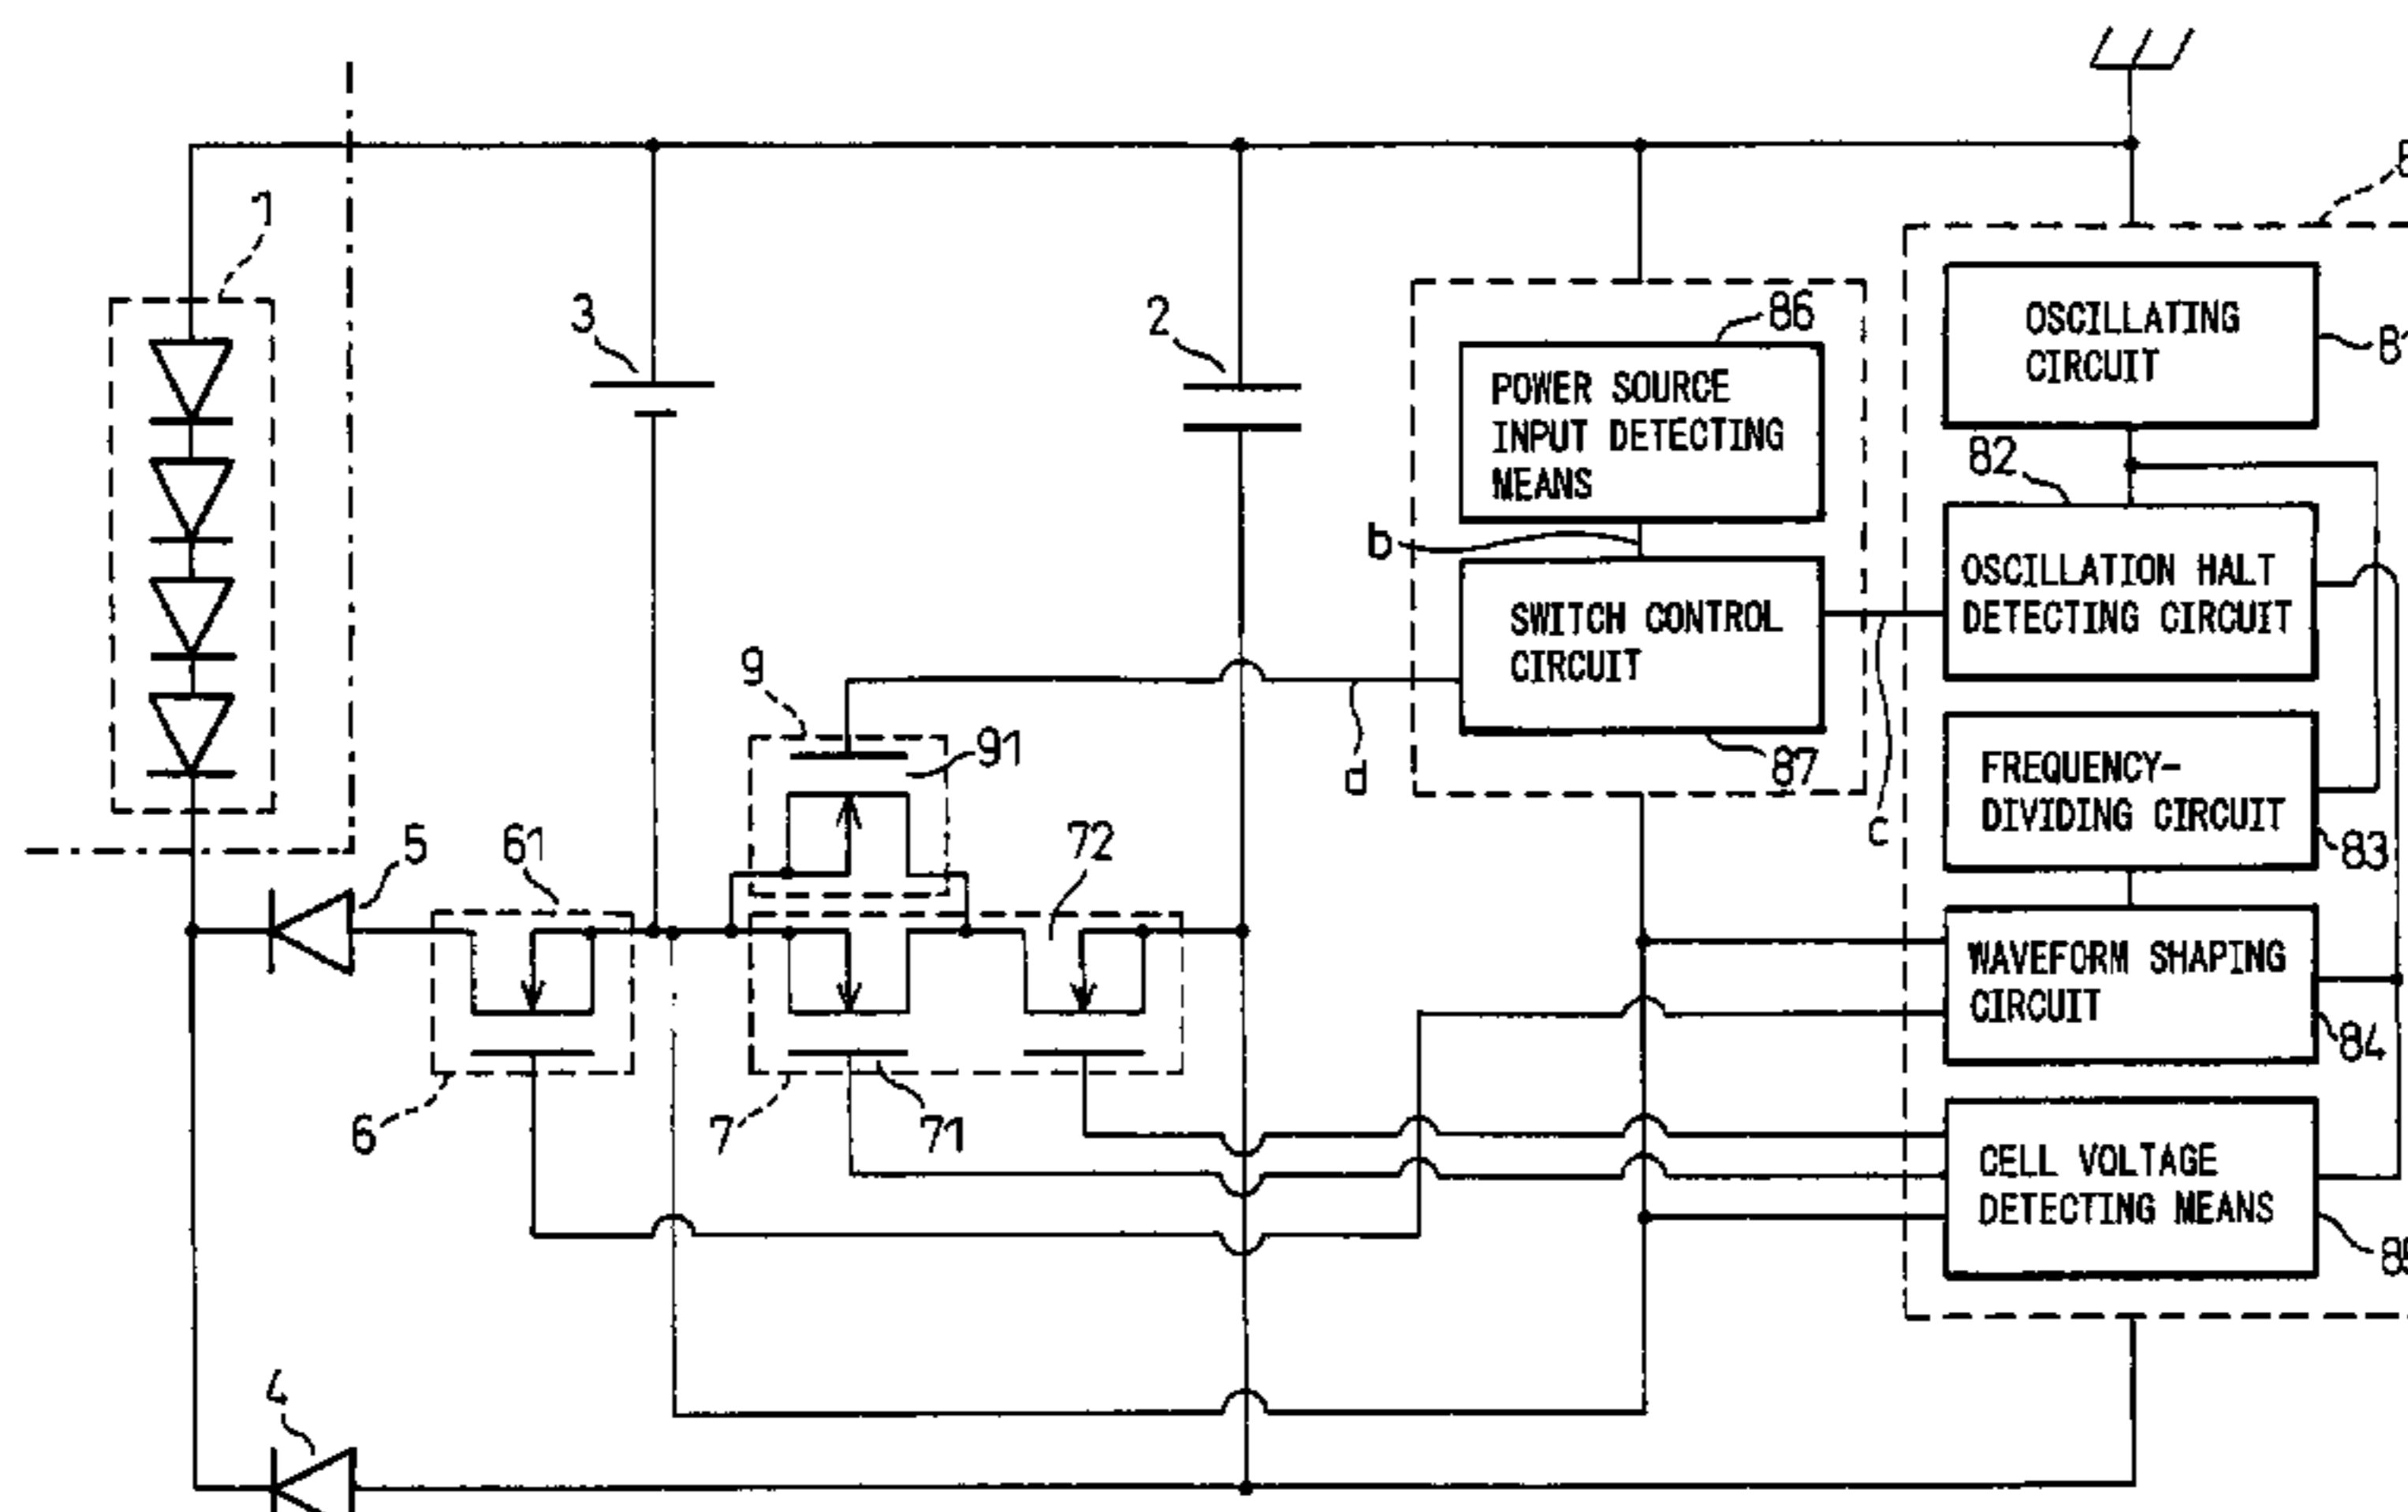 1
3
2
86
POWER SOURCE
INPUT DETECTING
MEANS
OSCILLATING
CIRCUIT
82
b
OSCILLATION HALT
DETECTING CIRCUIT
SWITCH CONTROL
CIRCUIT
9
91
d
87
c
FREQUENCY-
DIVIDING CIRCUIT
83
5
61
72
WAVEFORM SHAPING
CIRCUIT
84
6
7
71
CELL VOLTAGE
DETECTING MEANS
4